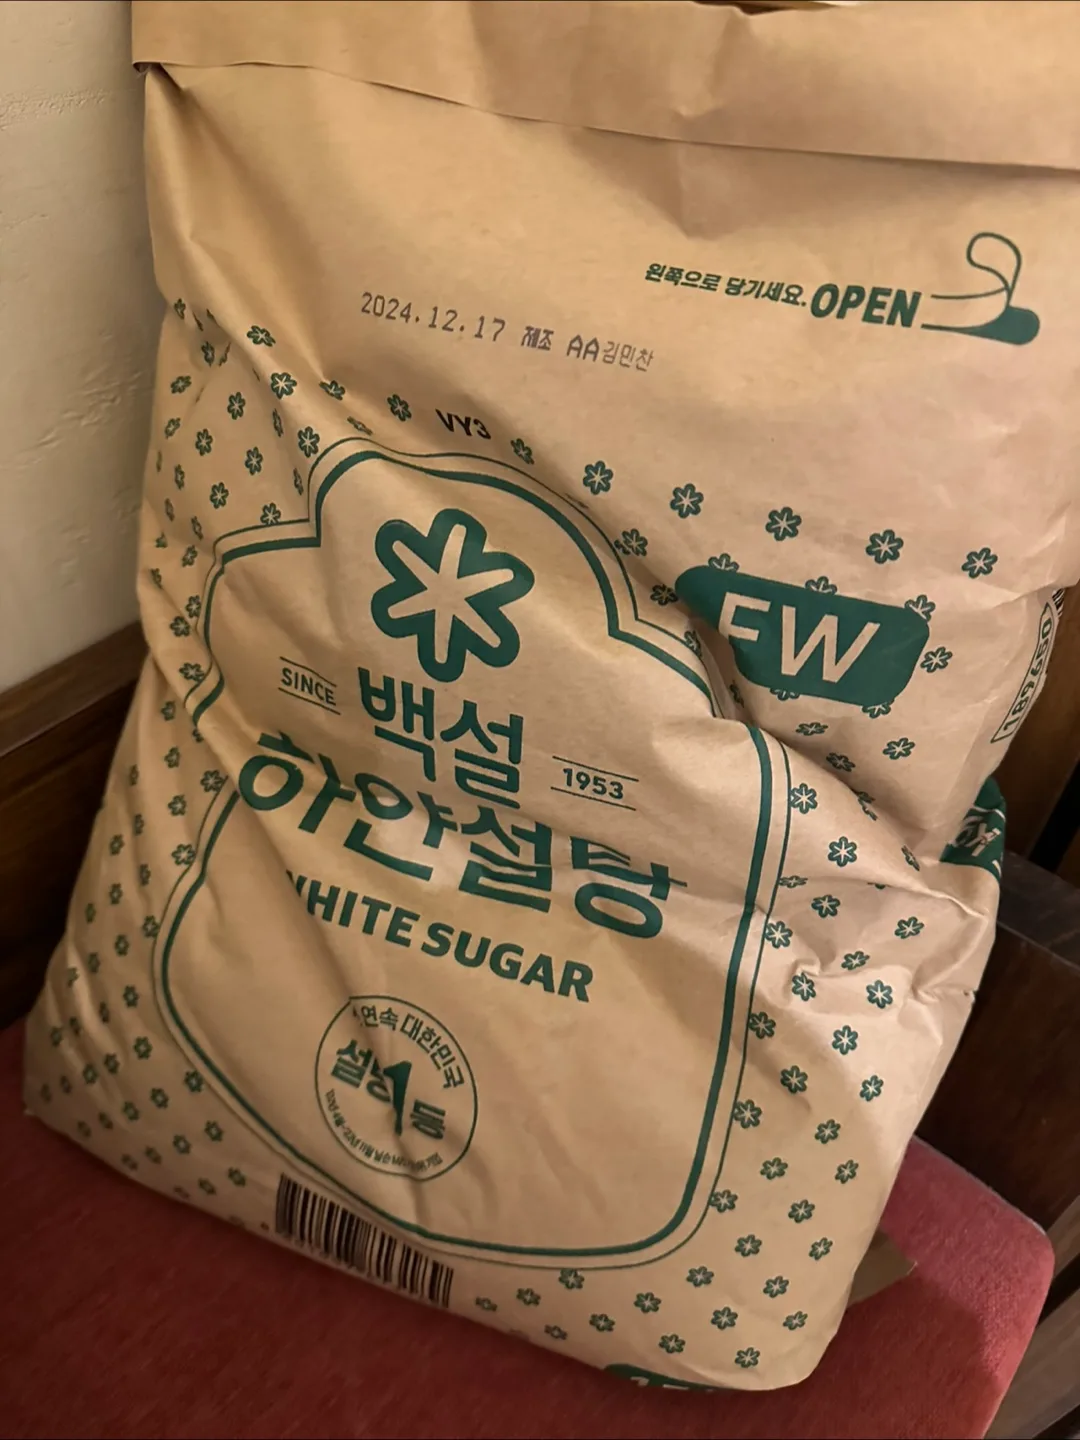 왼쪽으로 당기세요. OPEN
2024.12.17 제조 AA김민찬
VY3
FW
SINCE
백설
1953
하얀설탕
WHITE SUGAR
연속 대한민국
설탕1등